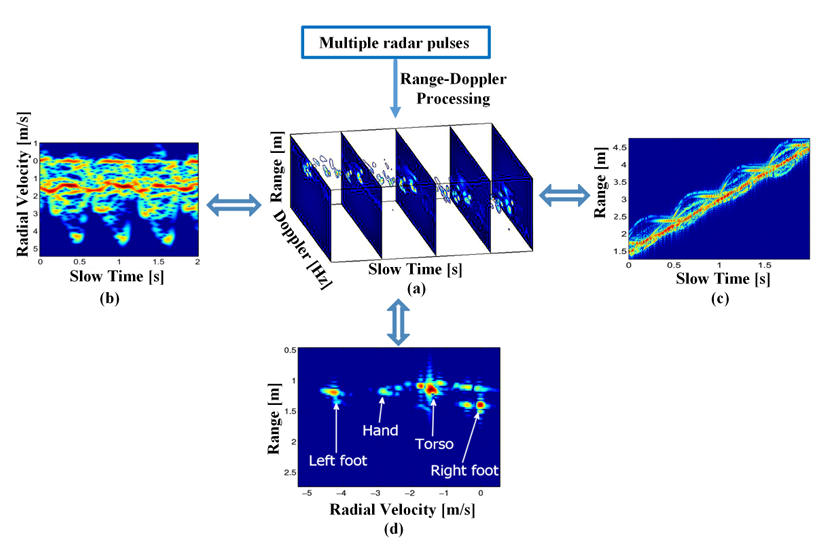 Multiple radar pulses
Range-Doppler
Processing
Radial Velocity [m/s]
1
0
1
2
3
4
5
0
0.5
1
1.5
2
Slow Time [s]
(b)
Range [m]
Doppler [Hz]
Slow Time [s]
(a)
Range [m]
4.5
4
3.5
3
2.5
2
1.5
0
0.5
1
1.5
Slow Time [s]
(c)
Range [m]
0.5
1
1.5
2
2.5
Left foot
Hand
Torso
Right foot
−5
−4
−3
−2
−1
0
Radial Velocity [m/s]
(d)